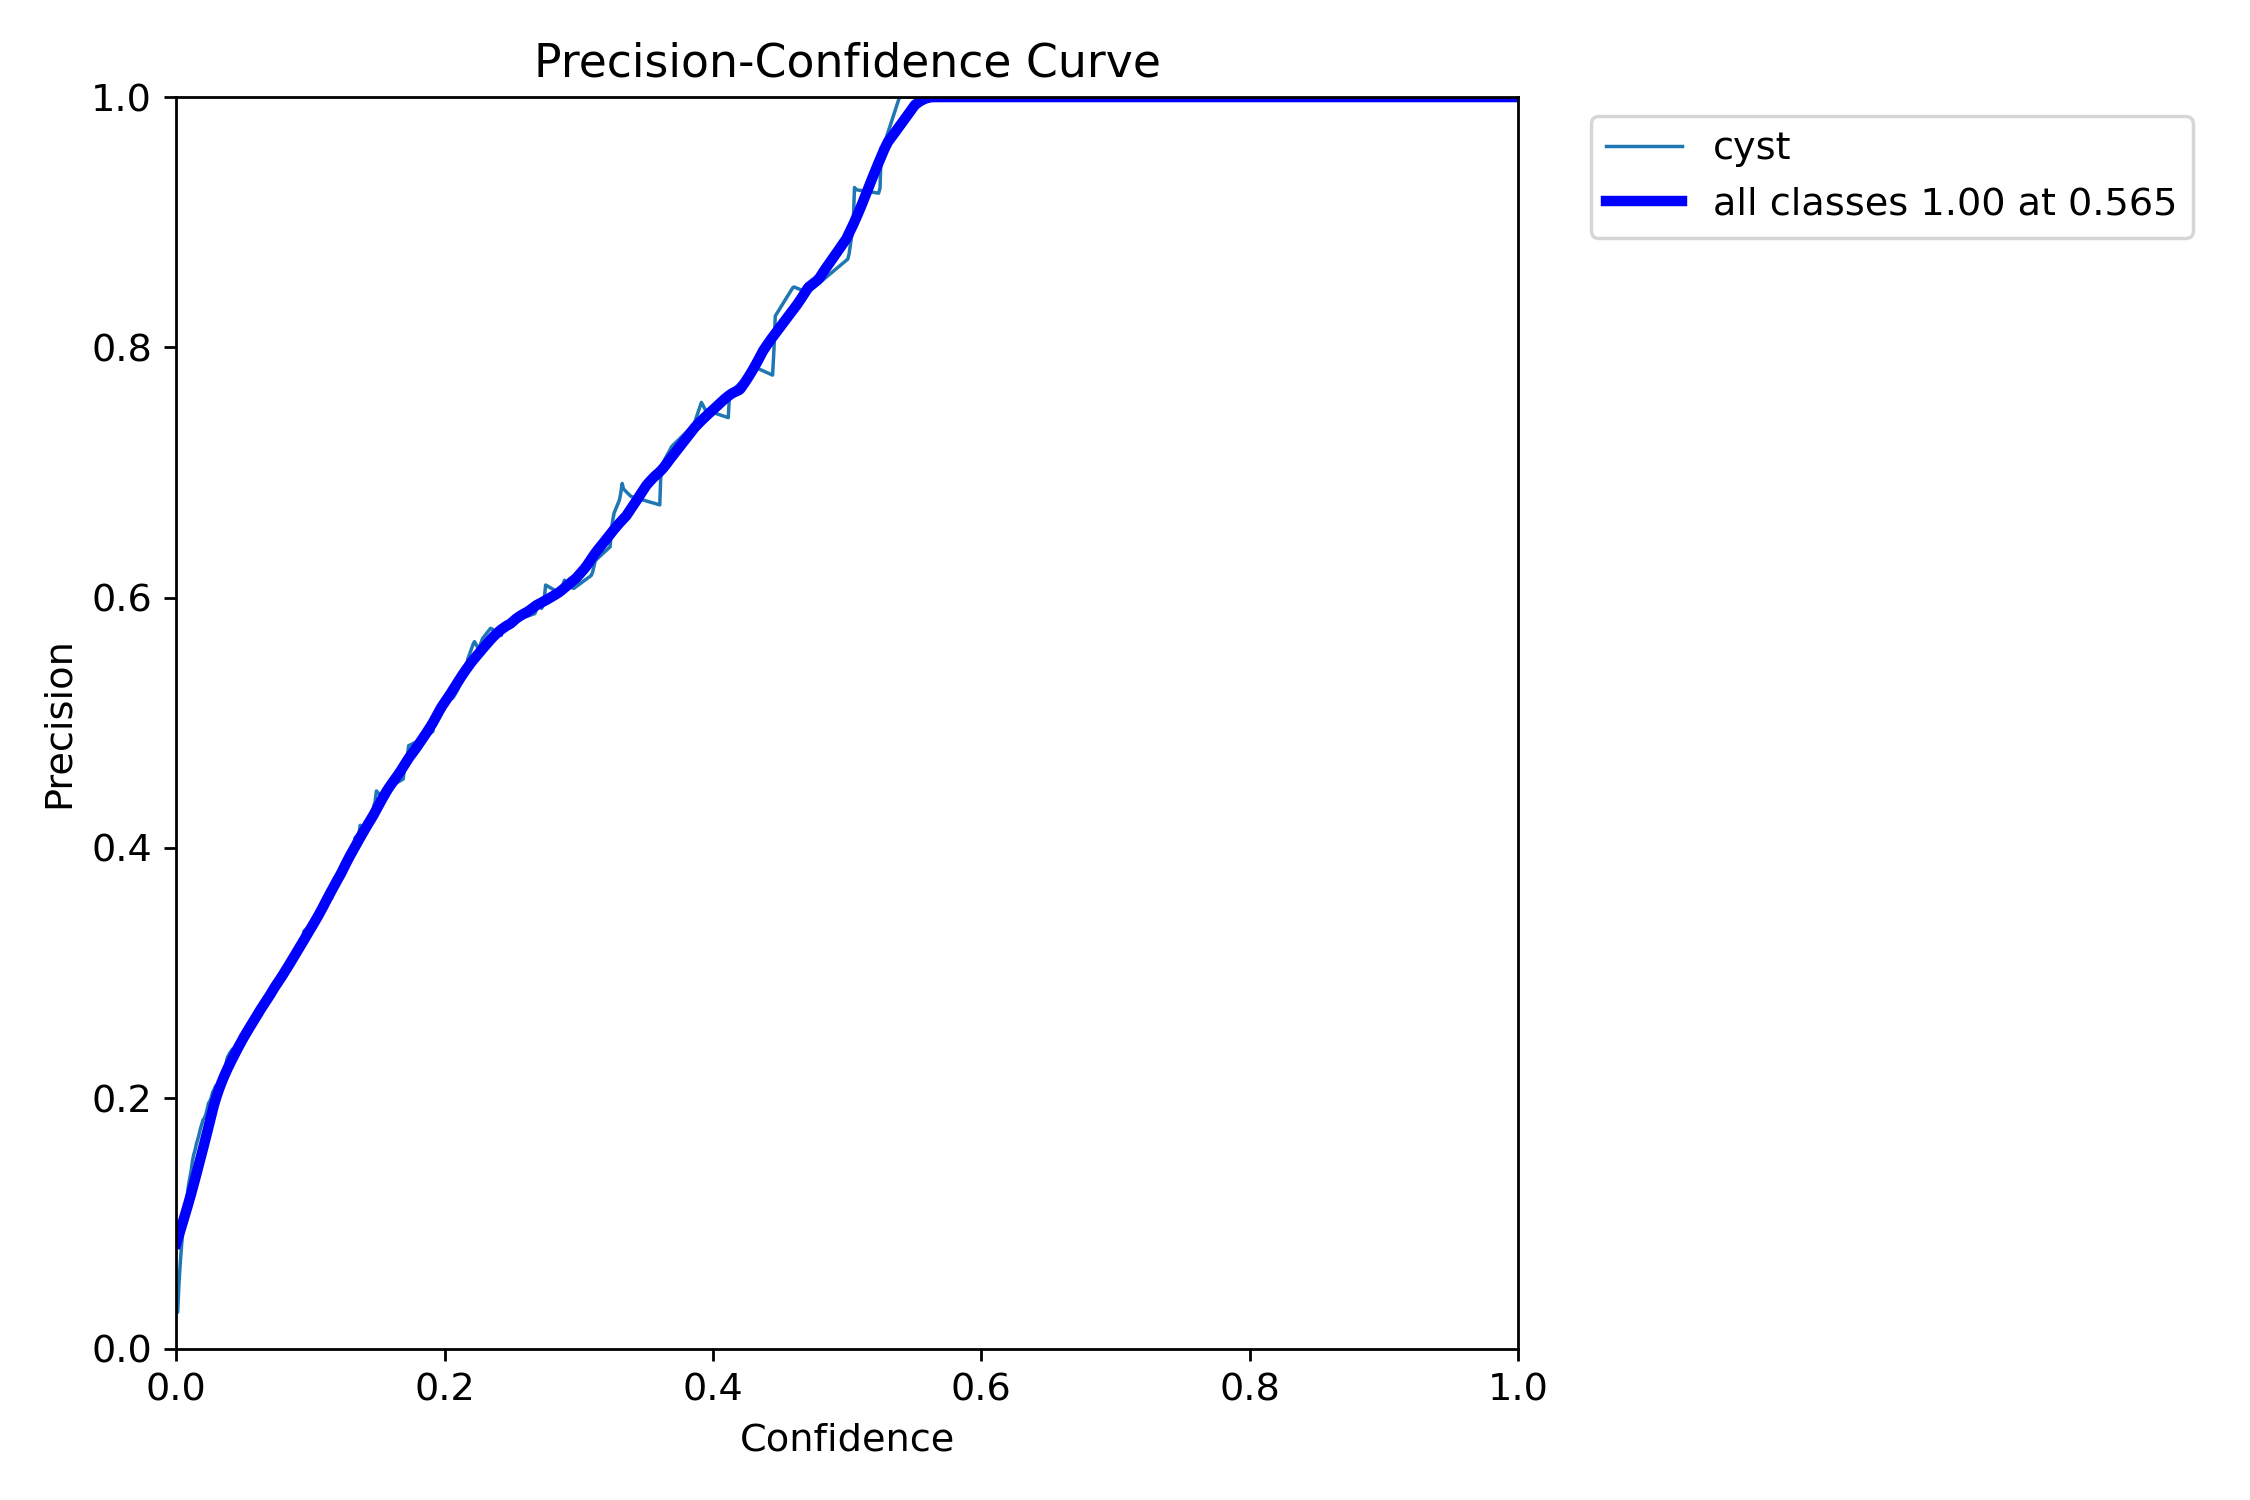 Precision-Confidence Curve
1.0
0.8
0.6
0.4
0.2
0.0
Precision
0.0 0.2 0.4 0.6 0.8 1.0
Confidence
cyst
all classes 1.00 at 0.565